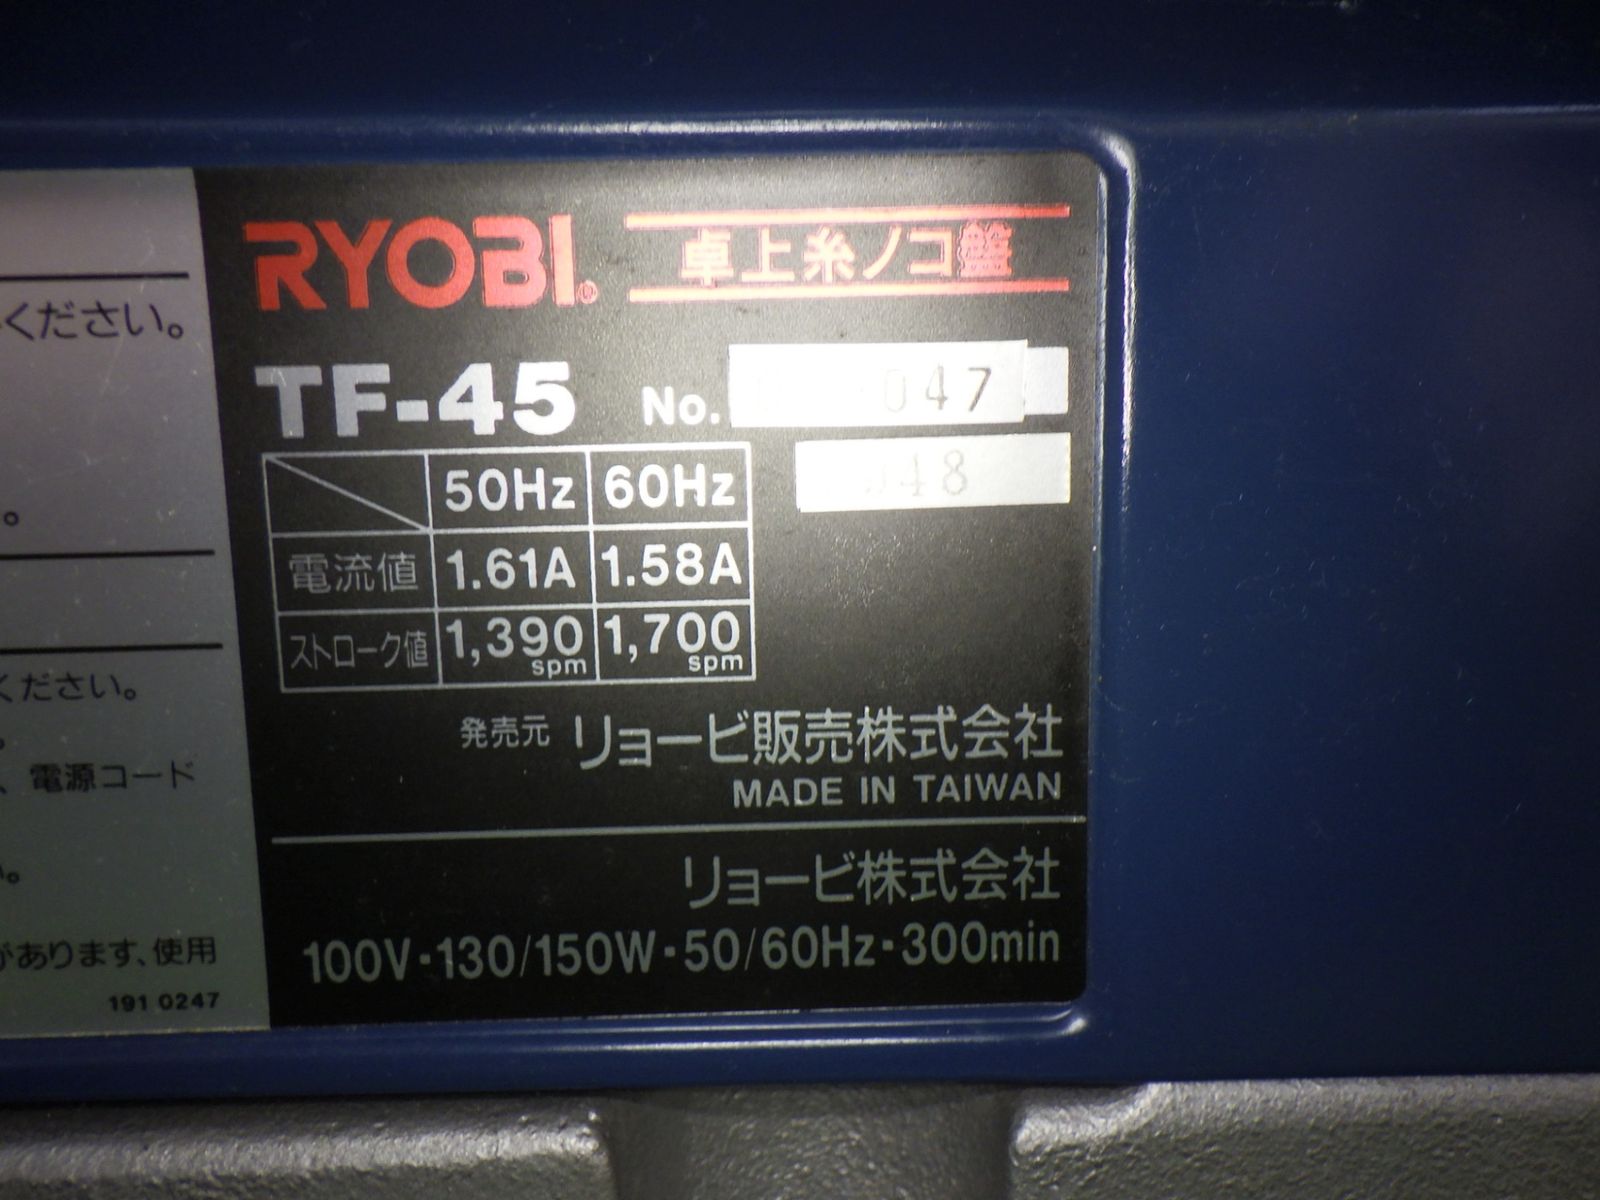 RYOBI® 卓上糸ノコ盤
TF-45 No. 047
48
50Hz 60Hz
電流値 1.61A 1.58A
ストローク値 1,390 spm 1,700 spm
発売元 リョービ販売株式会社
MADE IN TAIWAN
リョービ株式会社
100V・130/150W・50/60Hz・300min
ください。
。
ください。
。
、電源コード
い。
があります、使用
191 0247